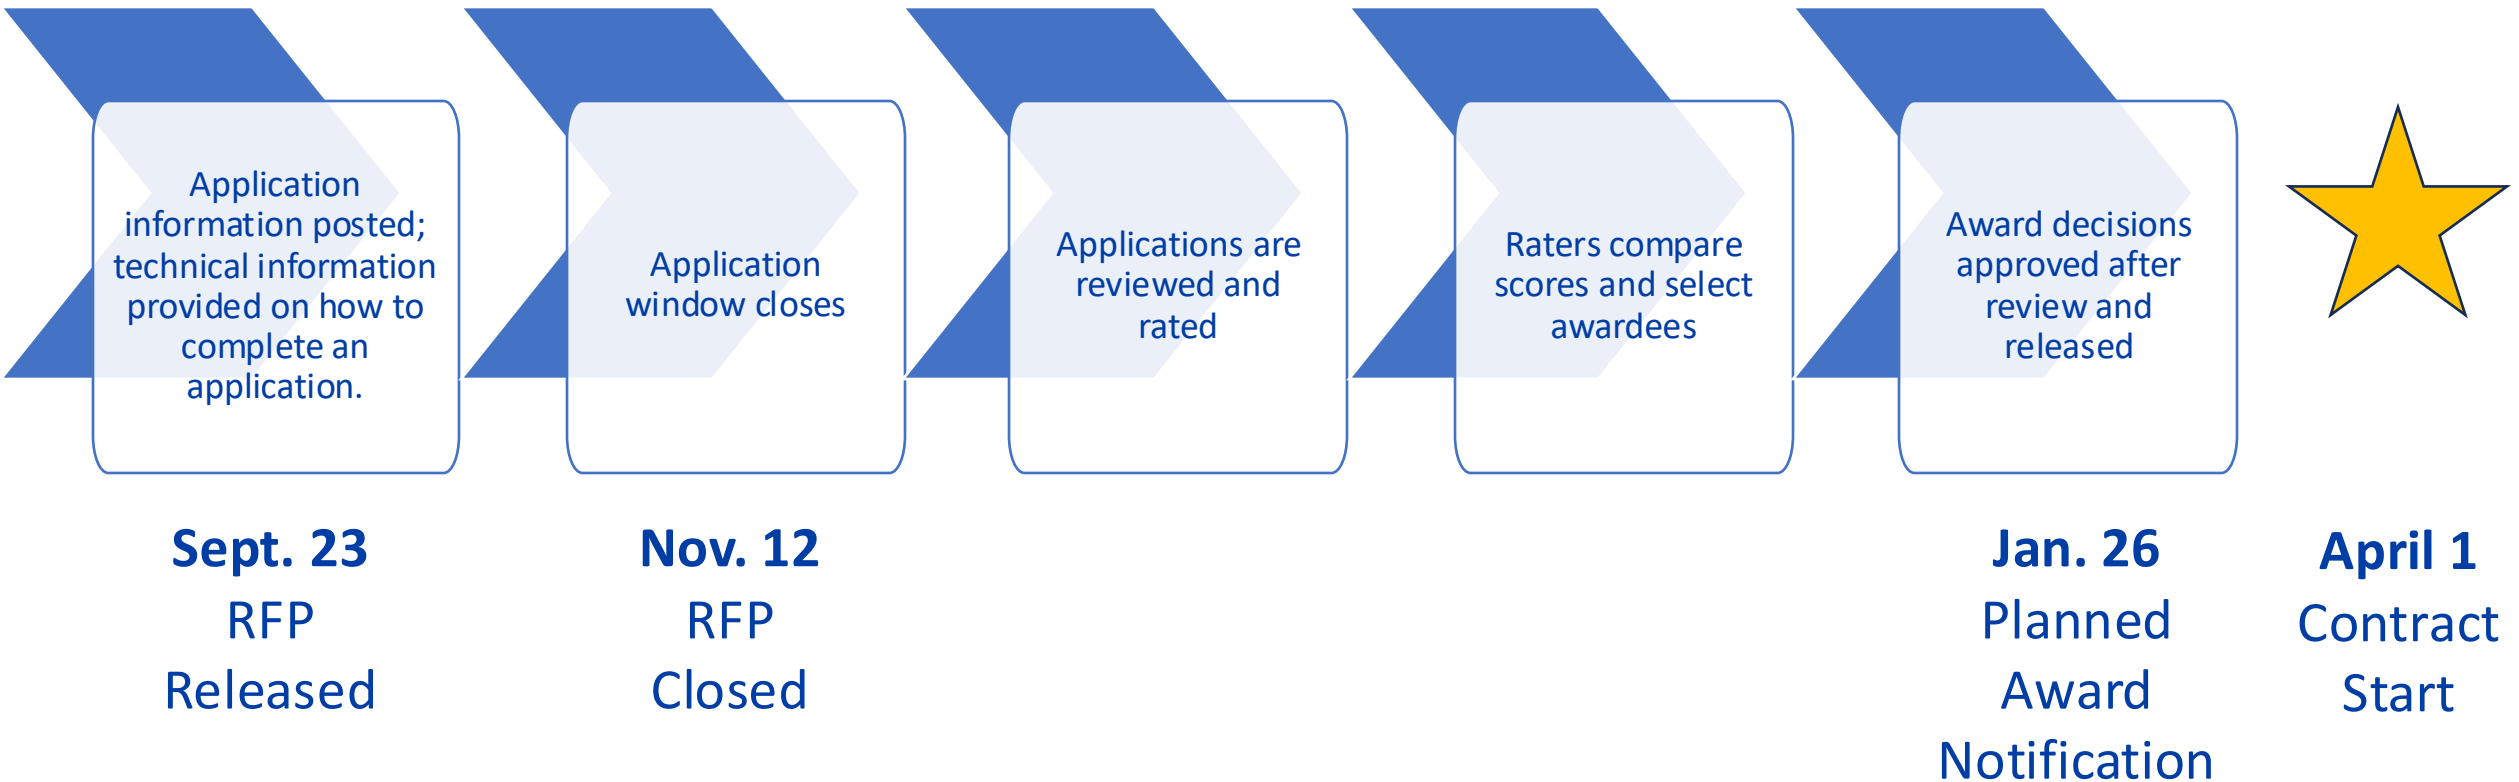 Application
information posted;
technical information
provided on how to
complete an
application.
Application
window closes
Applications are
reviewed and
rated
Raters compare
scores and select
awardees
Award decisions
approved after
review and
released
Sept. 23
RFP
Released
Nov. 12
RFP
Closed
Jan. 26
Planned
Award
Notification
April 1
Contract
Start